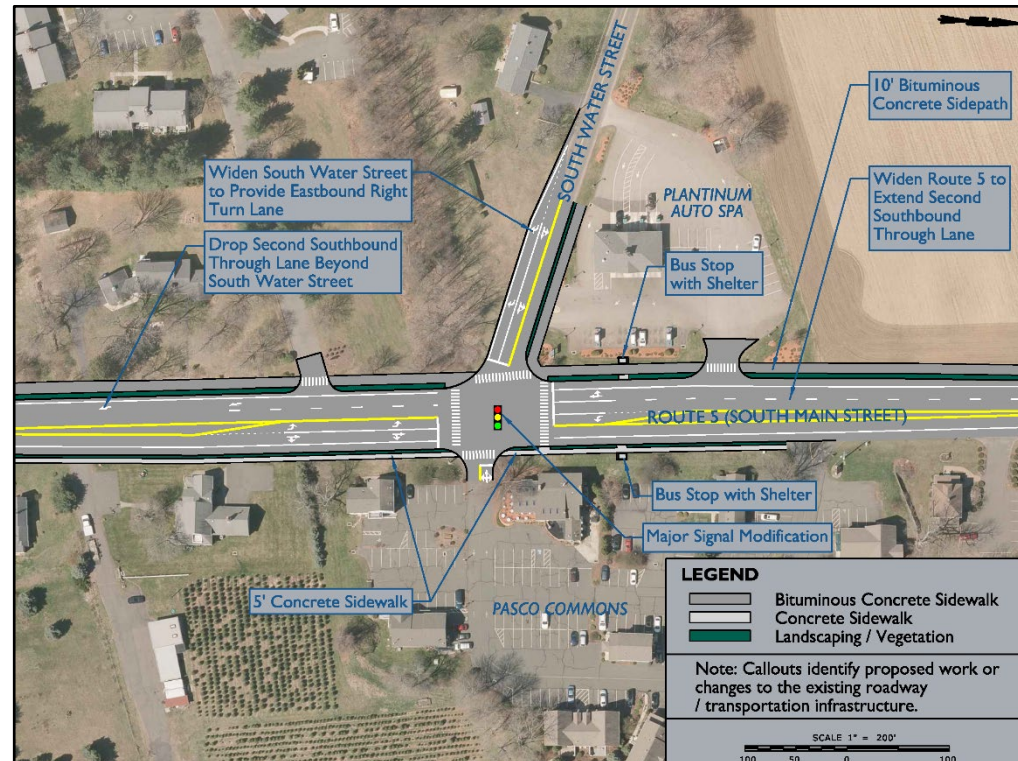 SOUTH WATER STREET
10' Bituminous
Concrete Sidepath
Widen South Water Street
to Provide Eastbound Right
Turn Lane
PLANTINUM
AUTO SPA
Widen Route 5 to
Extend Second
Southbound
Through Lane
Drop Second Southbound
Through Lane Beyond
South Water Street
Bus Stop
with Shelter
ROUTE 5 (SOUTH MAIN STREET)
Bus Stop with Shelter
Major Signal Modification
5' Concrete Sidewalk
PASCO COMMONS
LEGEND
Bituminous Concrete Sidewalk
Concrete Sidewalk
Landscaping / Vegetation
Note: Callouts identify proposed work or
changes to the existing roadway
/ transportation infrastructure.
SCALE 1" = 200'
100 50 0 100